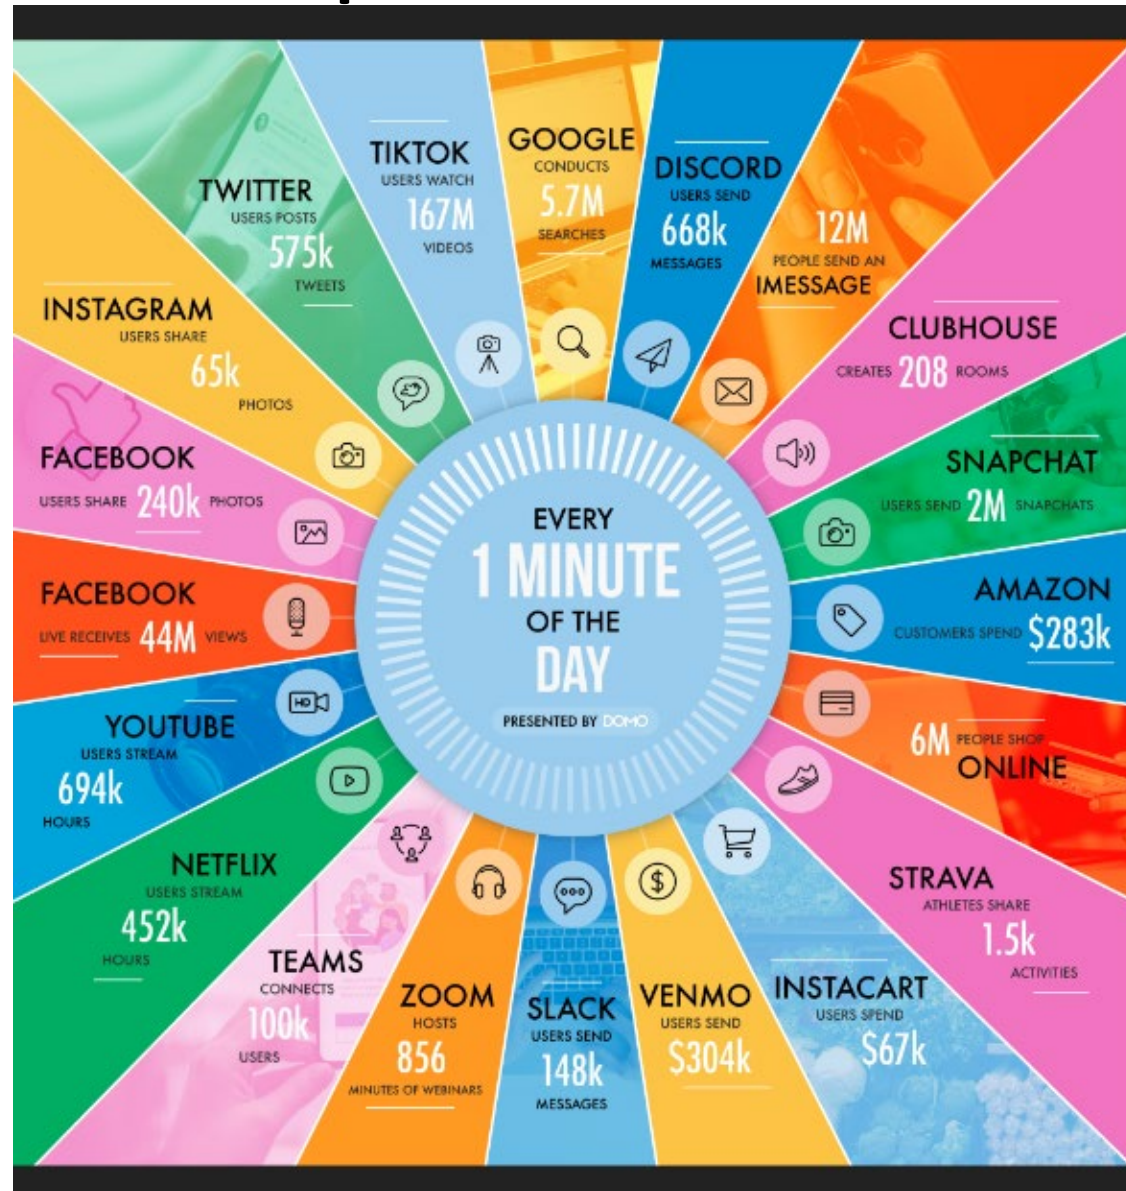 EVERY
1 MINUTE
OF THE
DAY
PRESENTED BY DOMO
GOOGLE
CONDUCTS
5.7M
SEARCHES
DISCORD
USERS SEND
668k
MESSAGES
12M
PEOPLE SEND AN
IMESSAGE
CLUBHOUSE
CREATES 208 ROOMS
SNAPCHAT
USERS SEND 2M SNAPCHATS
AMAZON
CUSTOMERS SPEND $283k
6M PEOPLE SHOP
ONLINE
STRAVA
ATHLETES SHARE
1.5k
ACTIVITIES
INSTACART
USERS SPEND
$67k
VENMO
USERS SEND
$304k
SLACK
USERS SEND
148k
MESSAGES
ZOOM
HOSTS
856
MINUTES OF WEBINARS
TEAMS
CONNECTS
100k
USERS
NETFLIX
USERS STREAM
452k
HOURS
YOUTUBE
USERS STREAM
694k
HOURS
HD
FACEBOOK
LIVE RECEIVES 44M VIEWS
FACEBOOK
USERS SHARE 240k PHOTOS
INSTAGRAM
USERS SHARE
65k
PHOTOS
TWITTER
USERS POSTS
575k
TWEETS
TIKTOK
USERS WATCH
167M
VIDEOS